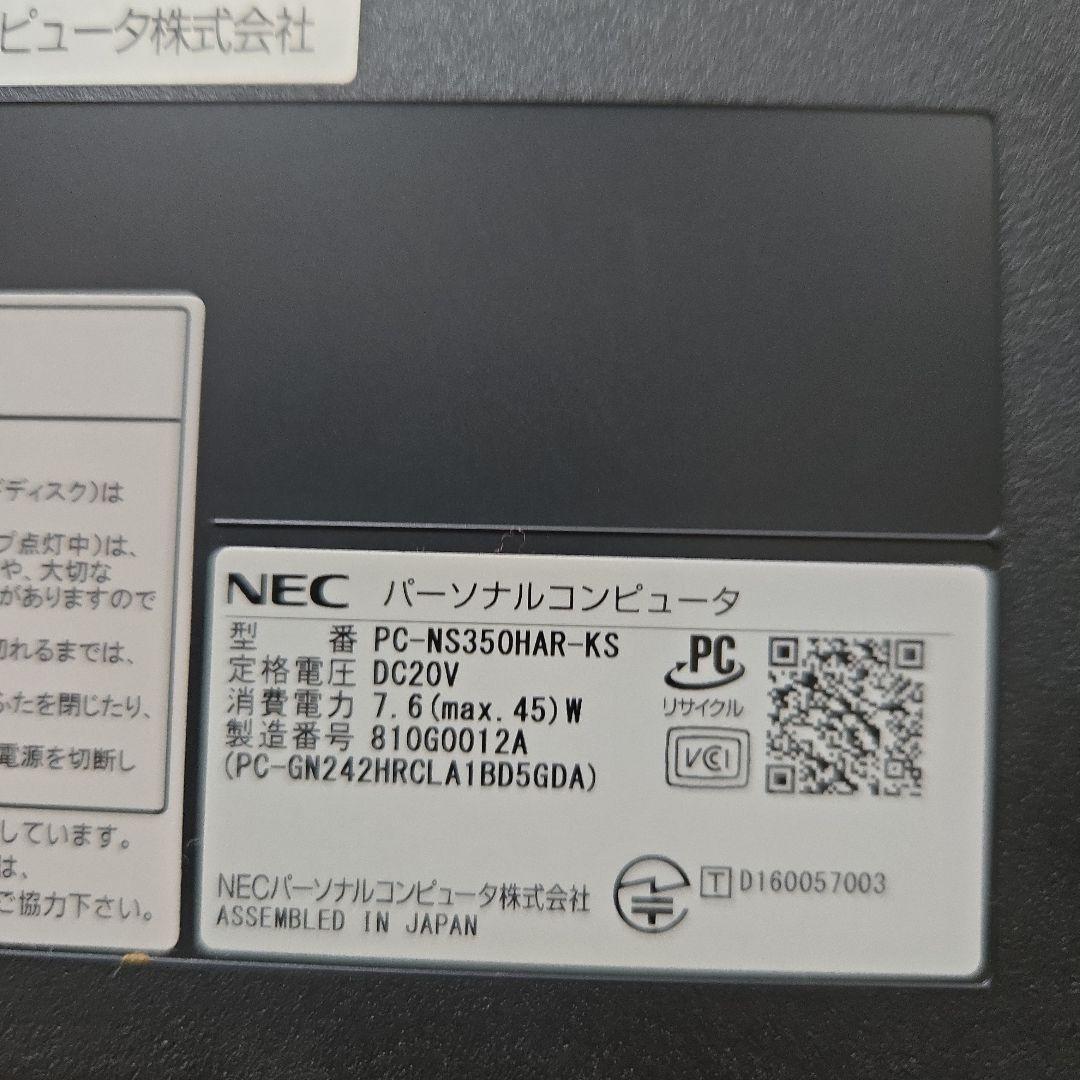 ピュータ株式会社
ディスク)は
プ点灯中)は、
や、大切な
がありますので
切れるまでは、
ふたを閉じたり、
電源を切断し
しています。
は、
ご協力下さい。
NEC パーソナルコンピュータ
型 番 PC-NS350HAR-KS
定格電圧 DC20V
消費電力 7.6(max.45)W
製造番号 810G0012A
(PC-GN242HRCLA1BD5GDA)
PC
リサイクル
VCCI
NECパーソナルコンピュータ株式会社
ASSEMBLED IN JAPAN
T D160057003